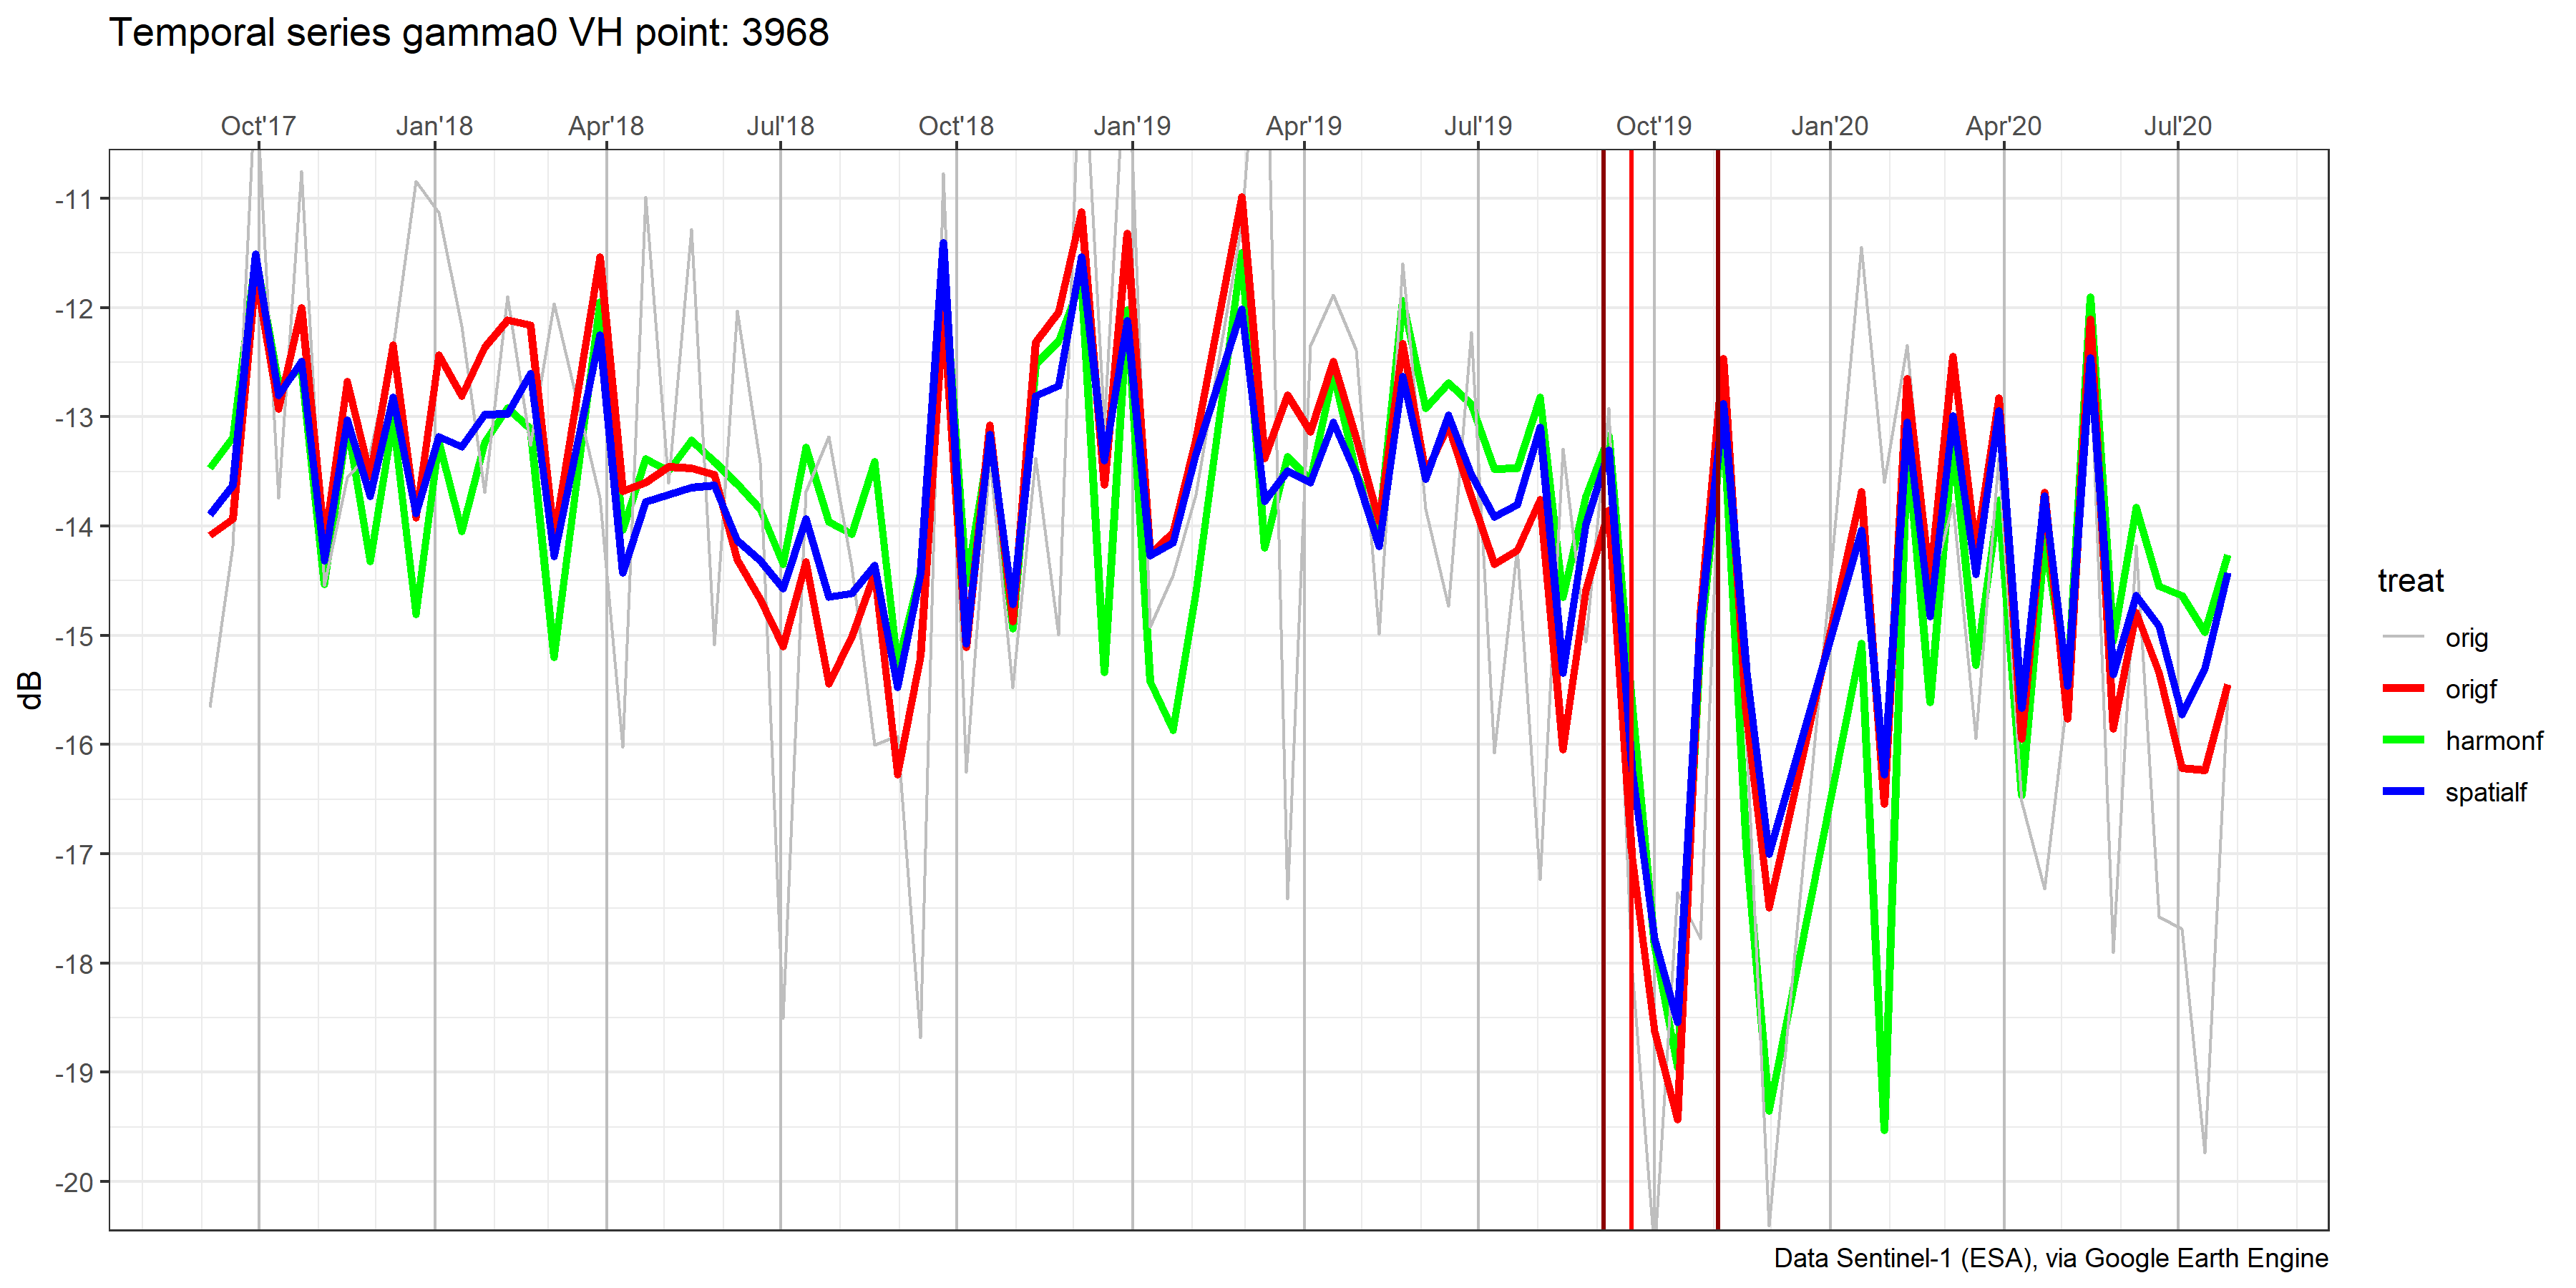 Temporal series gamma0 VH point: 3968
Oct'17 Jan'18 Apr'18 Jul'18 Oct'18 Jan'19 Apr'19 Jul'19 Oct'19 Jan'20 Apr'20 Jul'20
-11
-12
-13
-14
-15
-16
-17
-18
-19
-20
dB
treat
orig
origf
harmonf
spatialf
Data Sentinel-1 (ESA), via Google Earth Engine